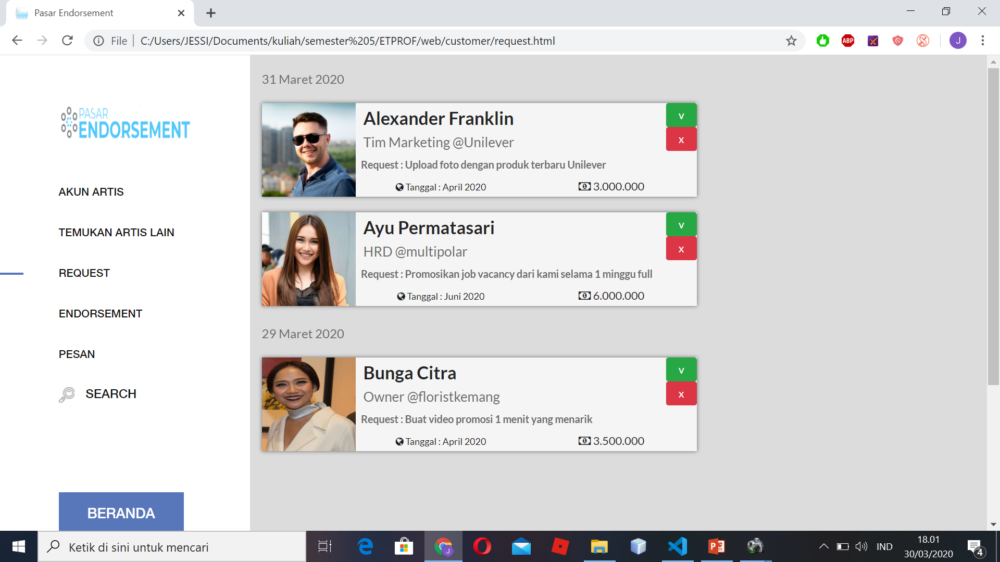 Pasar Endorsement
File | C:/Users/JESSI/Documents/kuliah/semester%205/ETPROF/web/customer/request.html
ABP
J
PASAR
ENDORSEMENT
AKUN ARTIS
TEMUKAN ARTIS LAIN
REQUEST
ENDORSEMENT
PESAN
SEARCH
BERANDA
31 Maret 2020
Alexander Franklin
V
Tim Marketing @Unilever
X
Request : Upload foto dengan produk terbaru Unilever
Tanggal : April 2020
3.000.000
Ayu Permatasari
V
HRD @multipolar
X
Request : Promosikan job vacancy dari kami selama 1 minggu full
Tanggal : Juni 2020
6.000.000
29 Maret 2020
Bunga Citra
V
Owner @floristkemang
X
Request : Buat video promosi 1 menit yang menarik
Tanggal : April 2020
3.500.000
Ketik di sini untuk mencari
J
IND
18.01
30/03/2020
4